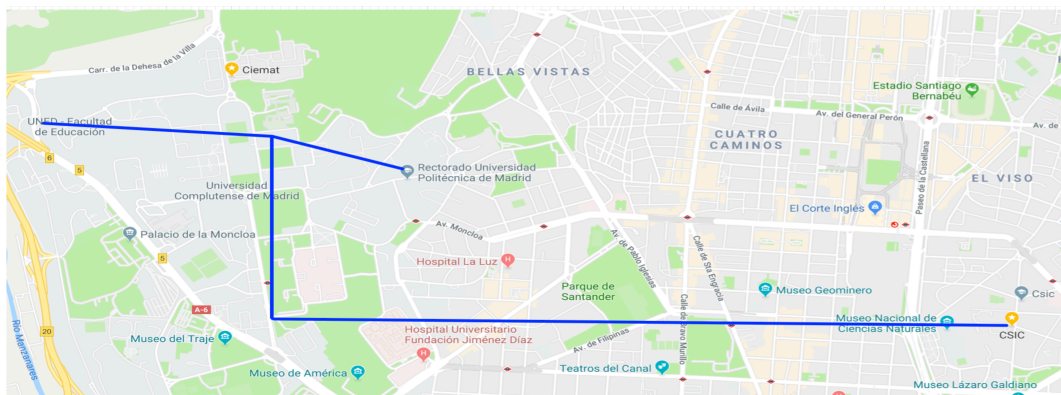 Carr. de la Dehesa de la Villa
Ciemat
BELLAS VISTAS
Estadio Santiago
Bernabéu
Calle de Ávila
Av. del General Perón
Av. de
UNED - Facultad
de Educación
CUATRO
CAMINOS
6
5
Rectorado Universidad
Politécnica de Madrid
EL VISO
Universidad
Complutense de Madrid
Paseo de la Castellana
El Corte Inglés
Av. Moncloa
Palacio de la Moncloa
5
Hospital La Luz
Av. de Pablo Iglesias
Calle de Sta Engracia
Parque de
Santander
Museo Geominero
Csic
A-6
Calle de Bravo Murillo
Museo Nacional de
Ciencias Naturales
CSIC
20
Río Manzanares
Museo del Traje
Hospital Universitario
Fundación Jiménez Díaz
Av. de Filipinas
Museo de América
Teatros del Canal
Museo Lázaro Galdiano